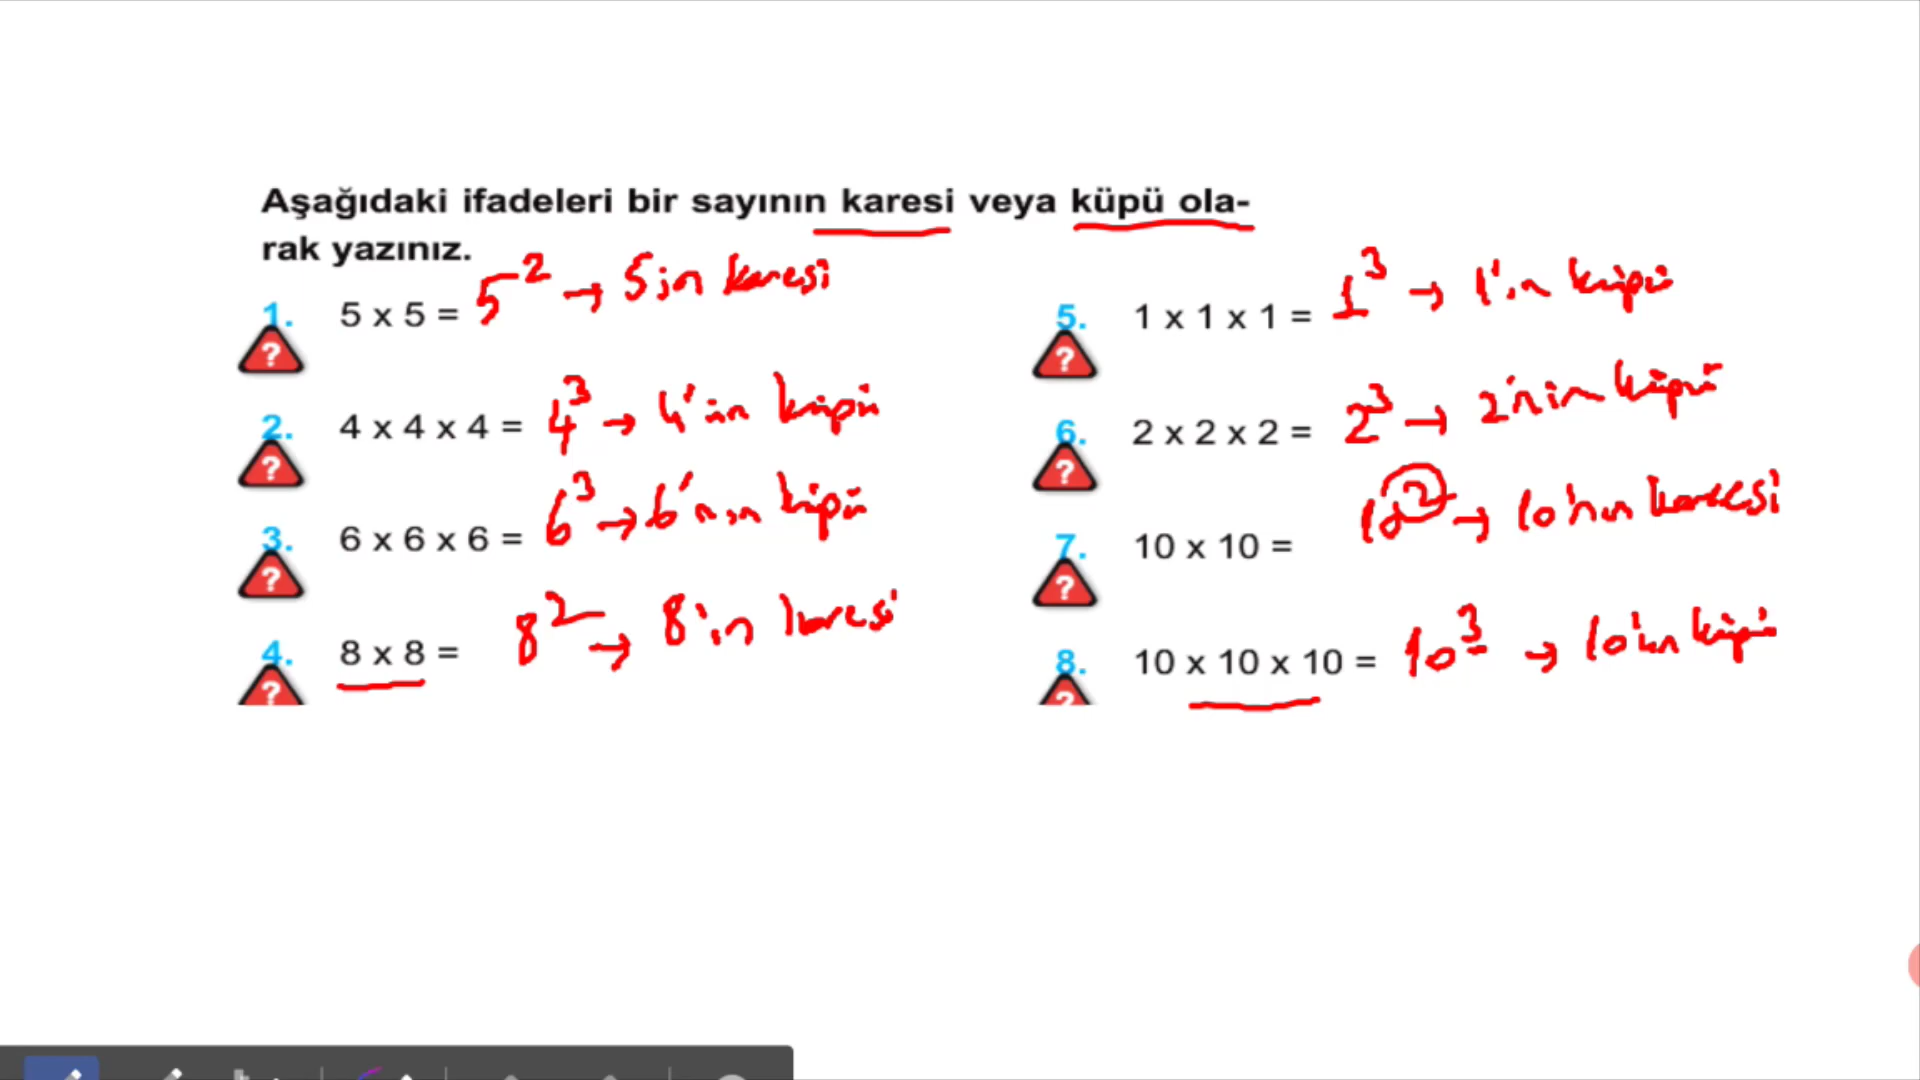 Aşağıdaki ifadeleri bir sayının karesi veya küpü ola-
rak yazınız.
1. 5 x 5 = 5² → 5in karesi
2. 4 x 4 x 4 = 4³ → 4'ün küpü
3. 6 x 6 x 6 = 6³ → 6'nın küpü
4. 8 x 8 = 8² → 8'in karesi
5. 1 x 1 x 1 = 1³ → 1'in küpü
6. 2 x 2 x 2 = 2³ → 2'nin küpü
7. 10 x 10 = 10² → 10'nun karesi
8. 10 x 10 x 10 = 10³ → 10'un küpü